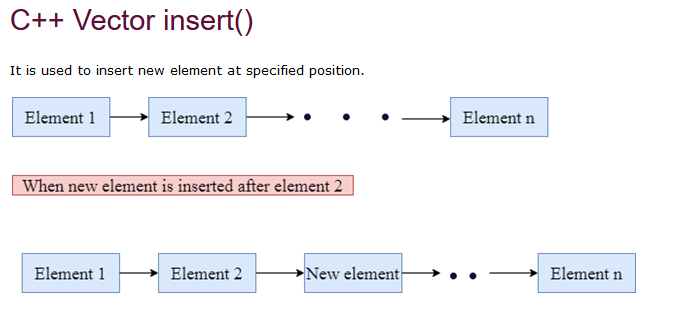 C++ Vector insert()
It is used to insert new element at specified position.
Element 1 Element 2 Element n
When new element is inserted after element 2
Element 1 Element 2 New element Element n